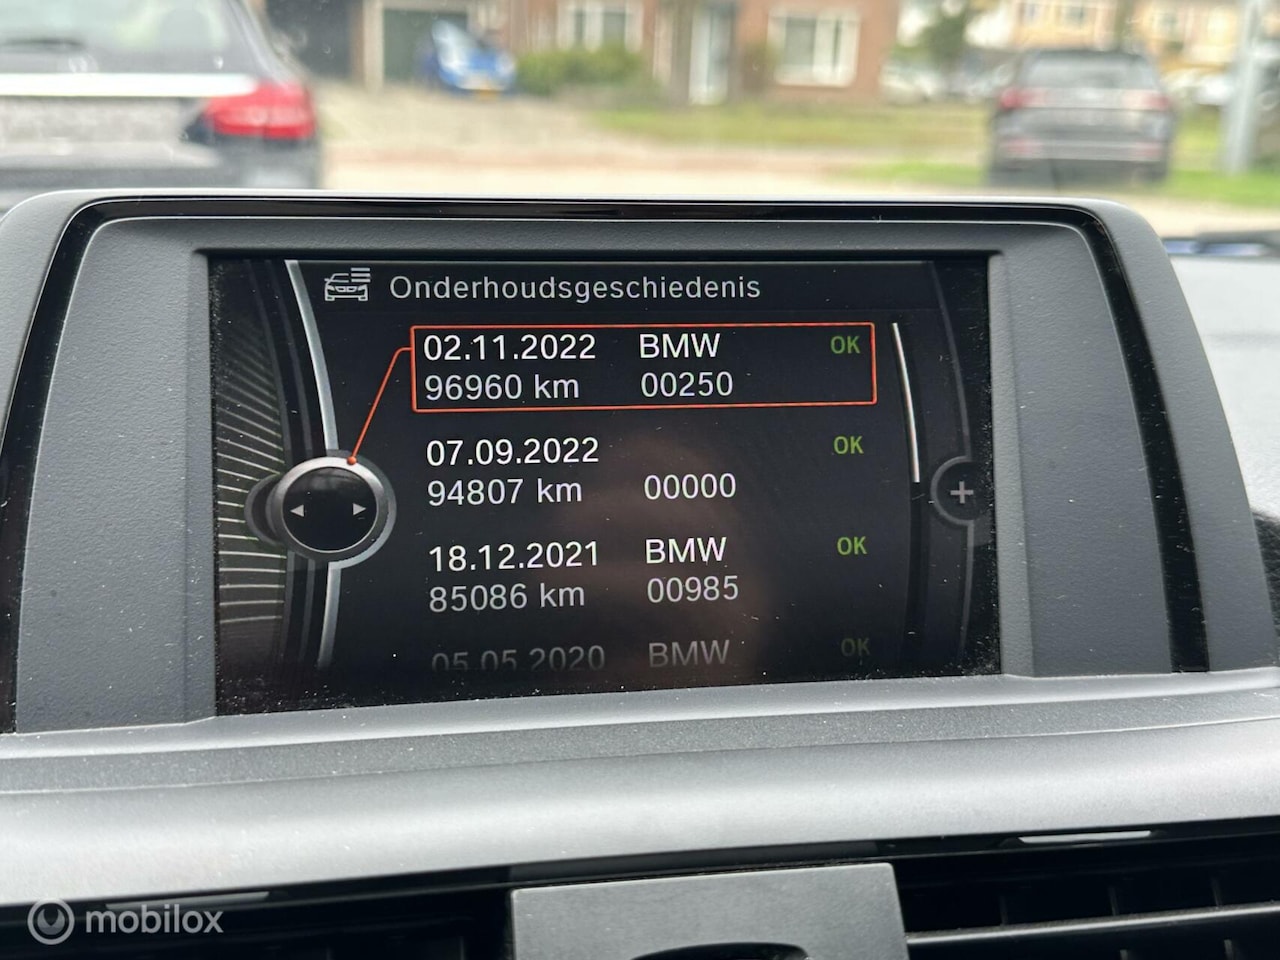 Onderhoudsgeschiedenis
02.11.2022 BMW OK
96960 km 00250
07.09.2022 OK
94807 km 00000
18.12.2021 BMW OK
85086 km 00985
05.05.2020 BMW OK
mobilox